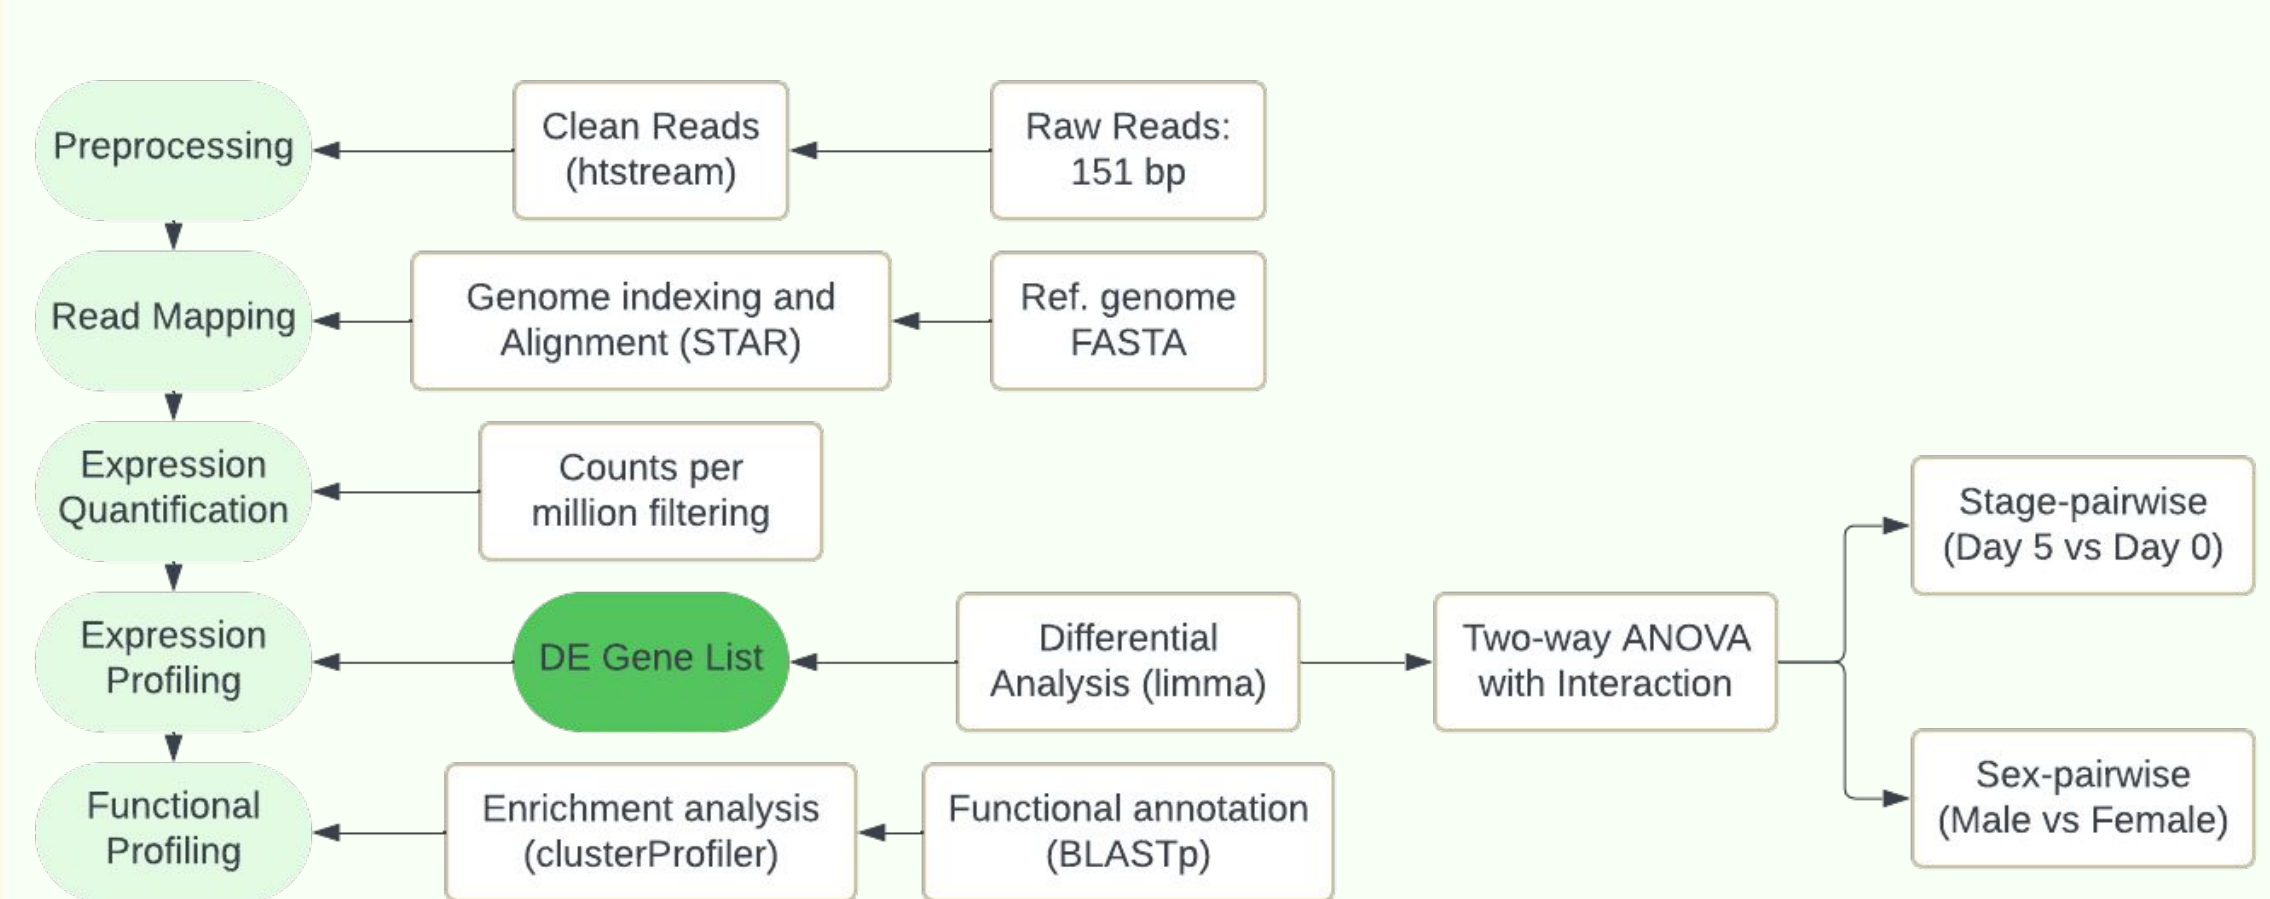 Preprocessing
Clean Reads
(htstream)
Raw Reads:
151 bp
Read Mapping
Genome indexing and
Alignment (STAR)
Ref. genome
FASTA
Expression
Quantification
Counts per
million filtering
Stage-pairwise
(Day 5 vs Day 0)
Expression
Profiling
DE Gene List
Differential
Analysis (limma)
Two-way ANOVA
with Interaction
Sex-pairwise
(Male vs Female)
Functional
Profiling
Enrichment analysis
(clusterProfiler)
Functional annotation
(BLASTp)